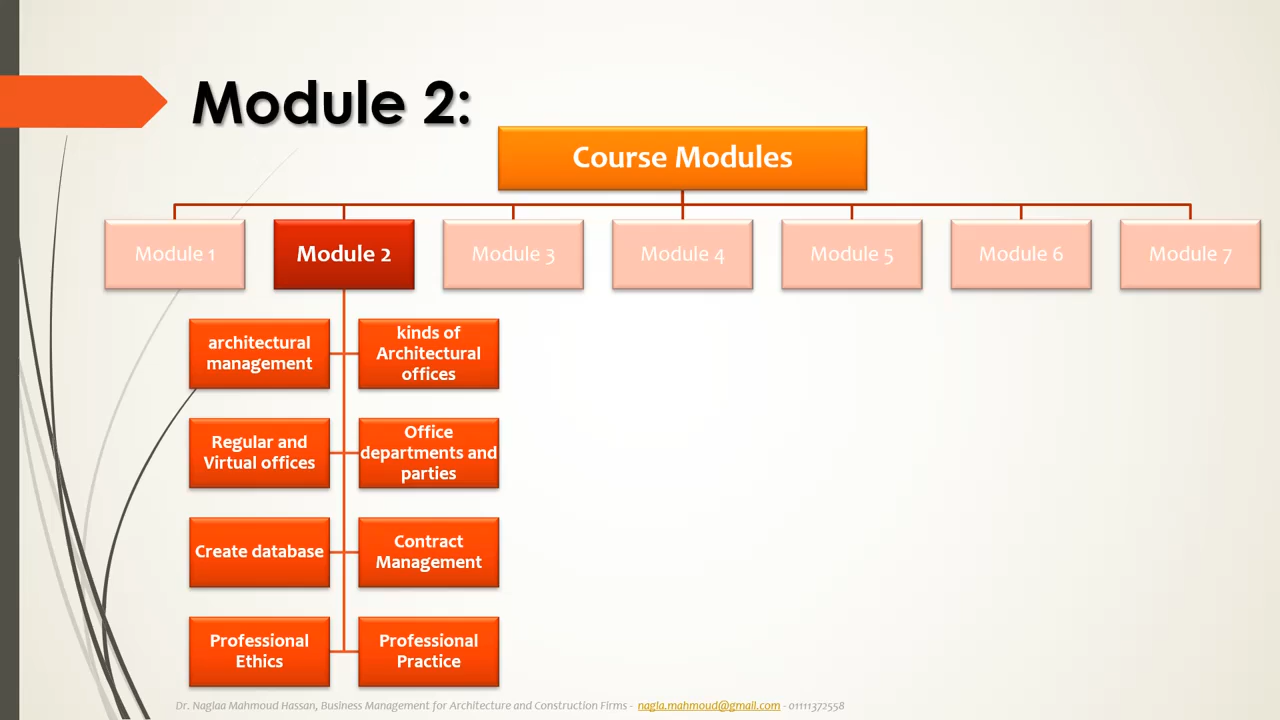 Module 2:
Course Modules
Module 1
Module 2
Module 3
Module 4
Module 5
Module 6
Module 7
architectural
management
kinds of
Architectural
offices
Regular and
Virtual offices
Office
departments and
parties
Create database
Contract
Management
Professional
Ethics
Professional
Practice
Dr. Naglaa Mahmoud Hassan, Business Management for Architecture and Construction Firms - nagla.mahmoud@gmail.com - 01111372558